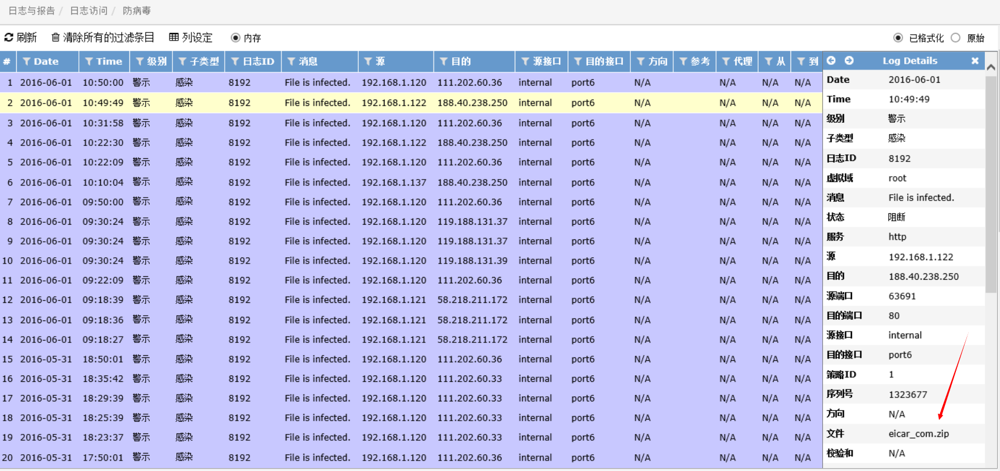 日志与报告 / 日志访问 / 防病毒
刷新 清除所有的过滤条目 列设定 内存 已格式化 原始
# Date Time 级别 子类型 日志ID 消息 源 目的 源接口 目的接口 方向 参考 代理 从 到
1 2016-06-01 10:50:00 警示 感染 8192 File is infected. 192.168.1.120 111.202.60.36 internal port6 N/A N/A N/A N/A
2 2016-06-01 10:49:49 警示 感染 8192 File is infected. 192.168.1.122 188.40.238.250 internal port6 N/A N/A N/A N/A
3 2016-06-01 10:31:58 警示 感染 8192 File is infected. 192.168.1.120 111.202.60.36 internal port6 N/A N/A N/A N/A
4 2016-06-01 10:22:30 警示 感染 8192 File is infected. 192.168.1.122 188.40.238.250 internal port6 N/A N/A N/A N/A
5 2016-06-01 10:22:09 警示 感染 8192 File is infected. 192.168.1.120 111.202.60.36 internal port6 N/A N/A N/A N/A
6 2016-06-01 10:10:04 警示 感染 8192 File is infected. 192.168.1.137 188.40.238.250 internal port6 N/A N/A N/A N/A
7 2016-06-01 09:50:00 警示 感染 8192 File is infected. 192.168.1.120 111.202.60.36 internal port6 N/A N/A N/A N/A
8 2016-06-01 09:30:24 警示 感染 8192 File is infected. 192.168.1.120 119.188.131.37 internal port6 N/A N/A N/A N/A
9 2016-06-01 09:30:24 警示 感染 8192 File is infected. 192.168.1.120 119.188.131.37 internal port6 N/A N/A N/A N/A
10 2016-06-01 09:30:24 警示 感染 8192 File is infected. 192.168.1.120 119.188.131.39 internal port6 N/A N/A N/A N/A
11 2016-06-01 09:22:09 警示 感染 8192 File is infected. 192.168.1.120 111.202.60.36 internal port6 N/A N/A N/A N/A
12 2016-06-01 09:18:39 警示 感染 8192 File is infected. 192.168.1.121 58.218.211.172 internal port6 N/A N/A N/A N/A
13 2016-06-01 09:18:36 警示 感染 8192 File is infected. 192.168.1.121 58.218.211.172 internal port6 N/A N/A N/A N/A
14 2016-06-01 09:18:27 警示 感染 8192 File is infected. 192.168.1.121 58.218.211.172 internal port6 N/A N/A N/A N/A
15 2016-05-31 18:50:01 警示 感染 8192 File is infected. 192.168.1.120 111.202.60.36 internal port6 N/A N/A N/A N/A
16 2016-05-31 18:35:42 警示 感染 8192 File is infected. 192.168.1.120 111.202.60.33 internal port6 N/A N/A N/A N/A
17 2016-05-31 18:29:39 警示 感染 8192 File is infected. 192.168.1.120 111.202.60.33 internal port6 N/A N/A N/A N/A
18 2016-05-31 18:25:39 警示 感染 8192 File is infected. 192.168.1.120 111.202.60.33 internal port6 N/A N/A N/A N/A
19 2016-05-31 18:23:37 警示 感染 8192 File is infected. 192.168.1.120 111.202.60.33 internal port6 N/A N/A N/A N/A
20 2016-05-31 17:50:01 警示 感染 8192 File is infected. 192.168.1.120 111.202.60.36 internal port6 N/A N/A N/A N/A
Log Details
Date 2016-06-01
Time 10:49:49
级别 警示
子类型 感染
日志ID 8192
虚拟域 root
消息 File is infected.
状态 阻断
服务 http
源 192.168.1.122
目的 188.40.238.250
源端口 63691
目的端口 80
源接口 internal
目的接口 port6
策略ID 1
序列号 1323677
方向 N/A
文件 eicar_com.zip
校验和 N/A